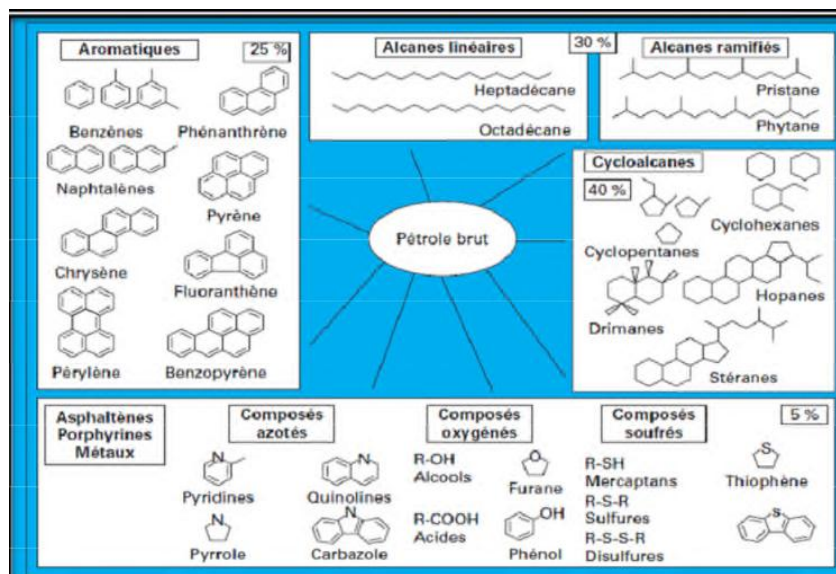 Aromatiques
25 %
Benzènes
Phénanthrène
Naphtalènes
Pyrène
Chrysène
Fluoranthène
Pérylène
Benzopyrène
Alcanes linéaires
30 %
Heptadécane
Octadécane
Alcanes ramifiés
Pristane
Phytane
Pétrole brut
Cycloalcanes
40 %
Cyclohexanes
Cyclopentanes
Hopanes
Drimanes
Stéranes
Asphaltènes
Porphyrines
Métaux
Composés
azotés
N
Pyridines
N
Quinolines
N
Pyrrole
N
Carbazole
Composés
oxygénés
R-OH
Alcools
O
Furane
R-COOH
Acides
OH
Phénol
Composés
soufrés
5 %
R-SH
Mercaptans
R-S-R
Sulfures
R-S-S-R
Disulfures
S
Thiophène
S